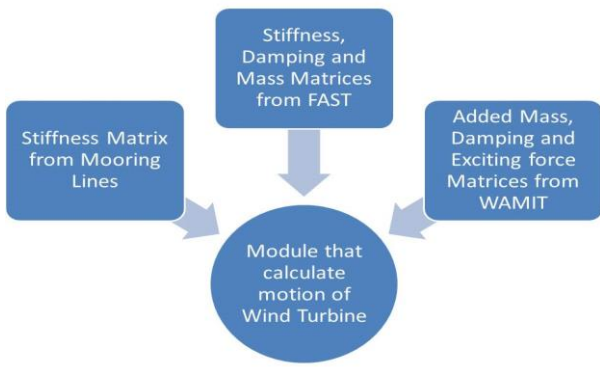 Stiffness,
Damping and
Mass Matrices
from FAST
Stiffness Matrix
from Mooring
Lines
Added Mass,
Damping and
Exciting force
Matrices from
WAMIT
Module that
calculate
motion of
Wind Turbine